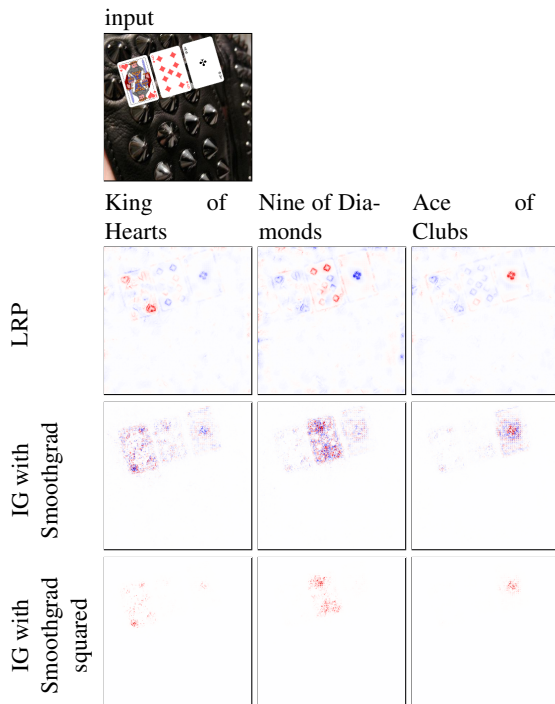 input
King of
Hearts
Nine of Dia-
monds
Ace of
Clubs
LRP
IG with
Smoothgrad
IG with
Smoothgrad
squared